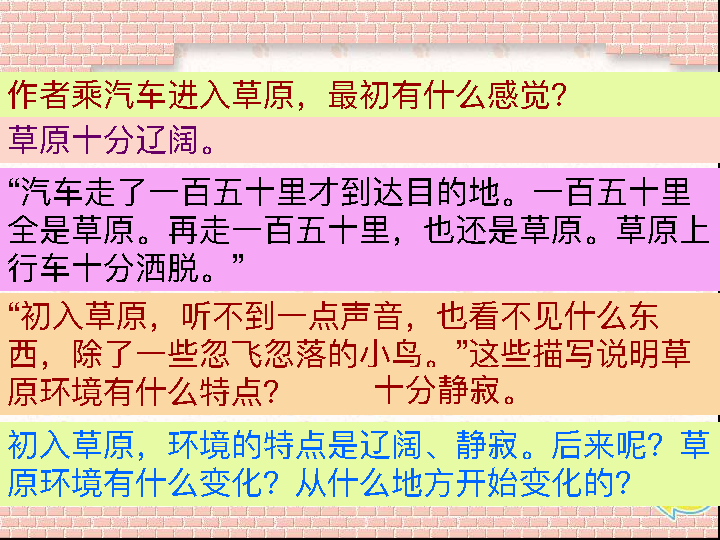 作者乘汽车进入草原，最初有什么感觉？
草原十分辽阔。
“汽车走了一百五十里才到达目的地。一百五十里
全是草原。再走一百五十里，也还是草原。草原上
行车十分洒脱。”
“初入草原，听不到一点声音，也看不见什么东
西，除了一些忽飞忽落的小鸟。”这些描写说明草
原环境有什么特点？ 十分静寂。
初入草原，环境的特点是辽阔、静寂。后来呢？草
原环境有什么变化？从什么地方开始变化的？